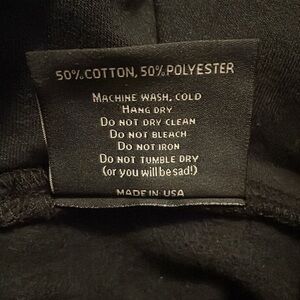 50% COTTON, 50% POLYESTER
MACHINE WASH, COLD
HANG DRY
DO NOT DRY CLEAN
DO NOT BLEACH
DO NOT IRON
DO NOT TUMBLE DRY
(or you will be sad!)
MADE IN USA